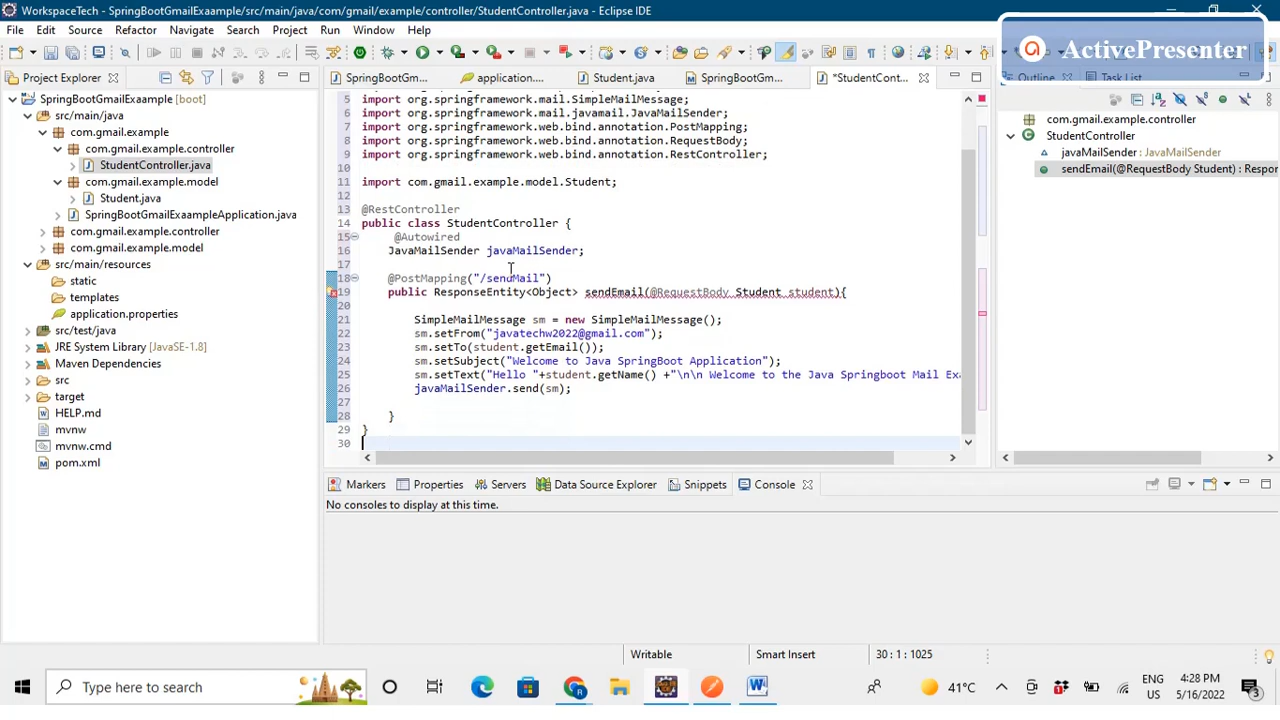 WorkspaceTech - SpringBootGmailExaample/src/main/java/com/gmail/example/controller/StudentController.java - Eclipse IDE
ActivePresenter
File Edit Source Refactor Navigate Search Project Run Window Help
Project Explorer
SpringBootGm...
application....
Student.java
SpringBootGm...
*StudentCont...
Outline
Task List
SpringBootGmailExaample [boot]
src/main/java
com.gmail.example
com.gmail.example.controller
StudentController.java
com.gmail.example.model
Student.java
SpringBootGmailExaampleApplication.java
com.gmail.example.controller
com.gmail.example.model
src/main/resources
static
templates
application.properties
src/test/java
JRE System Library [JavaSE-1.8]
Maven Dependencies
src
target
HELP.md
mvnw
mvnw.cmd
pom.xml
5 import org.springframework.mail.SimpleMailMessage;
6 import org.springframework.mail.javamail.JavaMailSender;
7 import org.springframework.web.bind.annotation.PostMapping;
8 import org.springframework.web.bind.annotation.RequestBody;
9 import org.springframework.web.bind.annotation.RestController;
10
11 import com.gmail.example.model.Student;
12
13 @RestController
14 public class StudentController {
15 @Autowired
16 JavaMailSender javaMailSender;
17
18 @PostMapping("/sendMail")
19 public ResponseEntity<Object> sendEmail(@RequestBody Student student){
20
21 SimpleMailMessage sm = new SimpleMailMessage();
22 sm.setFrom("javatechw2022@gmail.com");
23 sm.setTo(student.getEmail());
24 sm.setSubject("Welcome to Java SpringBoot Application");
25 sm.setText("Hello "+student.getName() +"\n\n Welcome to the Java Springboot Mail Exa
26 javaMailSender.send(sm);
27
28 }
29 }
30
com.gmail.example.controller
StudentController
javaMailSender : JavaMailSender
sendEmail(@RequestBody Student) : Respor
Markers Properties Servers Data Source Explorer Snippets Console
No consoles to display at this time.
Writable Smart Insert 30 : 1 : 1025
Type here to search
41°C
ENG
US
4:28 PM
5/16/2022
3